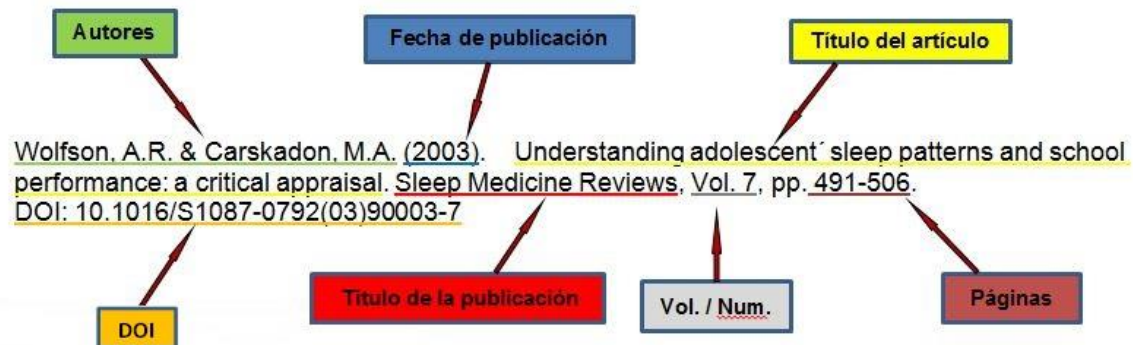 Autores
Fecha de publicación
Título del artículo
Wolfson, A.R. & Carskadon, M.A. (2003). Understanding adolescent´ sleep patterns and school
performance: a critical appraisal. Sleep Medicine Reviews, Vol. 7, pp. 491-506.
DOI: 10.1016/S1087-0792(03)90003-7
DOI
Título de la publicación
Vol. / Num.
Páginas